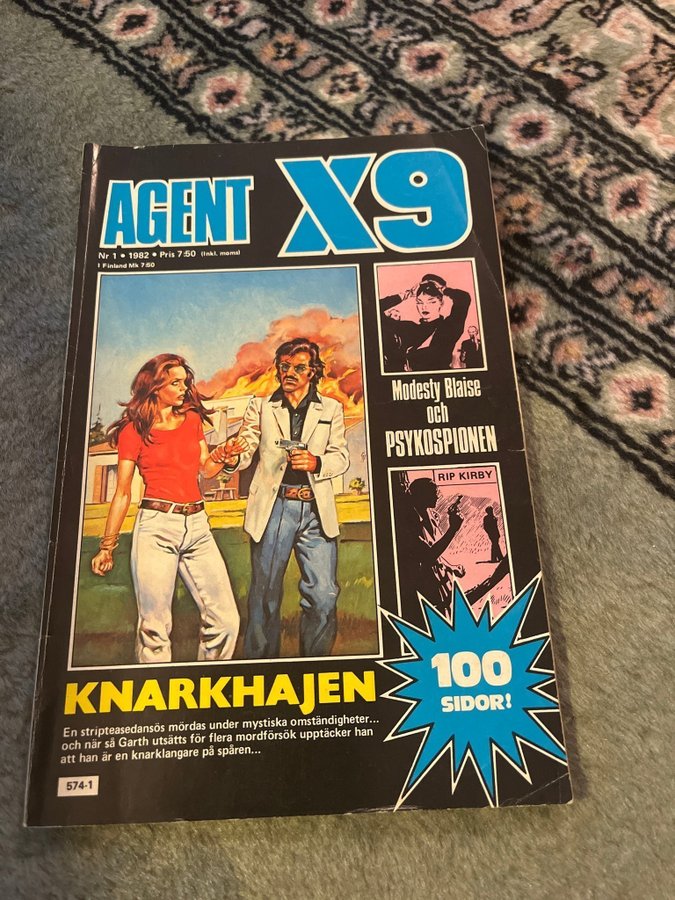 AGENT X9
Nr 1 • 1982 • Pris 7:50 (Inkl. moms)
I Finland Mk 7:50
Modesty Blaise
och
PSYKOSPIONEN
RIP KIRBY
100
SIDOR!
KNARKHAJEN
En stripteasedansös mördas under mystiska omständigheter...
och när så Garth utsätts för flera mordförsök upptäcker han
att han är en knarklangare på spåren...
574-1